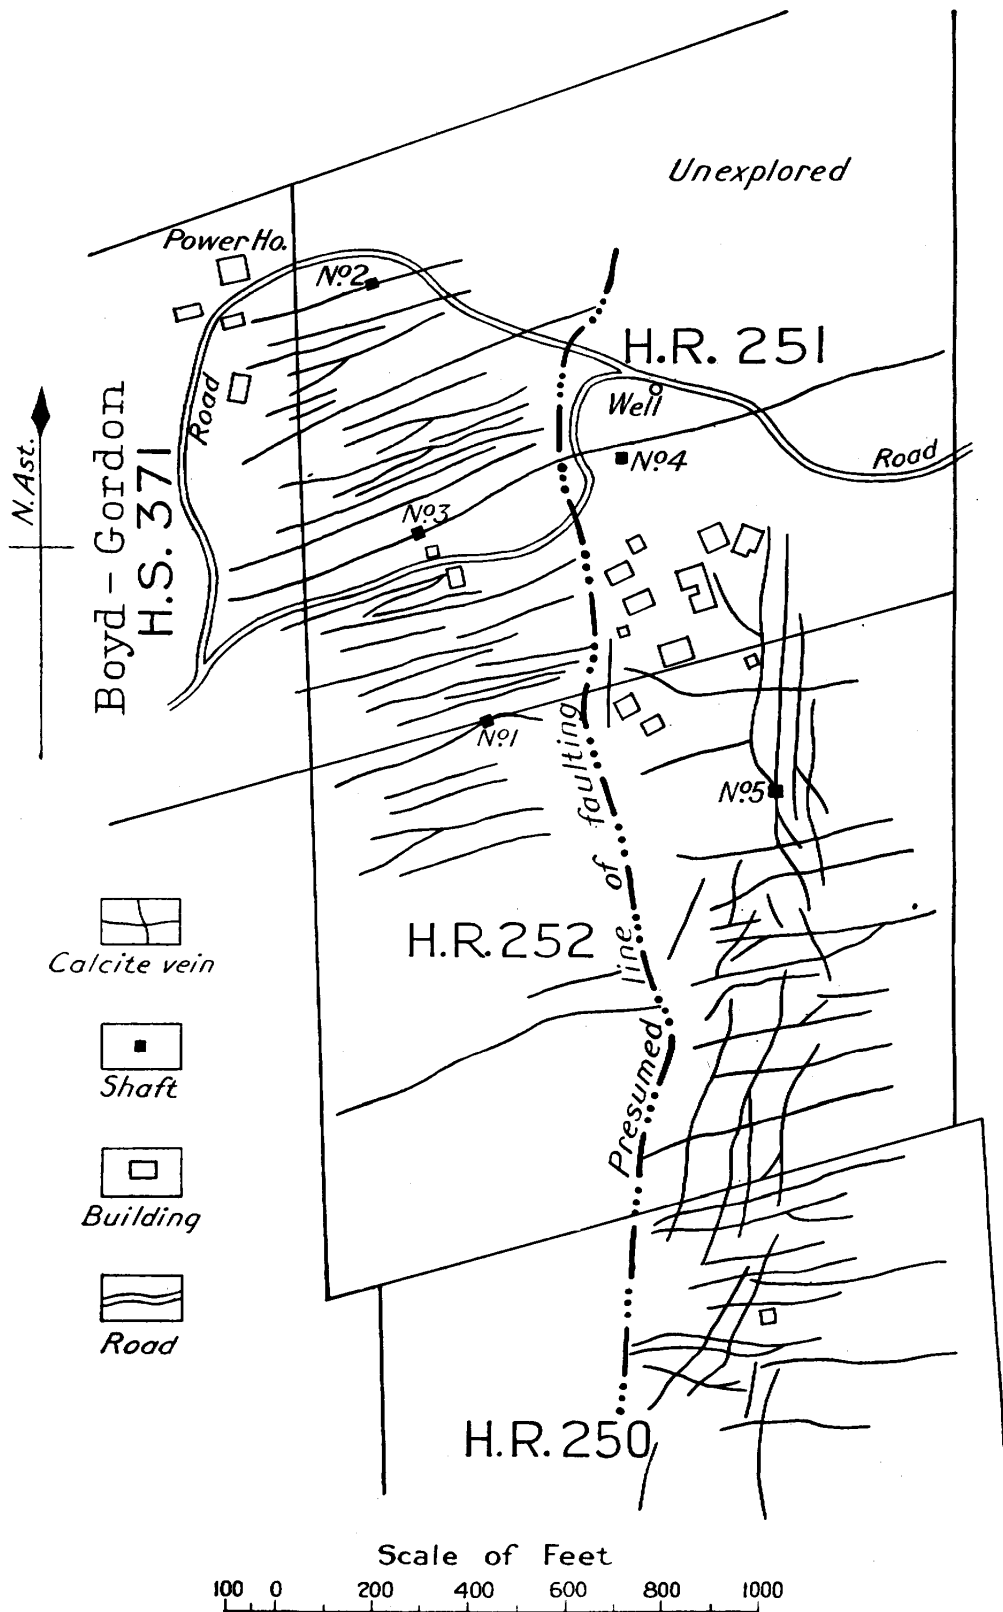 Unexplored
Power Ho.
Nº2
H.R. 251
Road
Well
Nº4
Road
N. Ast.
Boyd-Gordon
H.S. 371
Nº3
Nº1
Nº5
Presumed line of faulting
H.R. 252
Calcite vein
Shaft
Building
Road
H.R. 250
Scale of Feet
100 0 200 400 600 800 1000